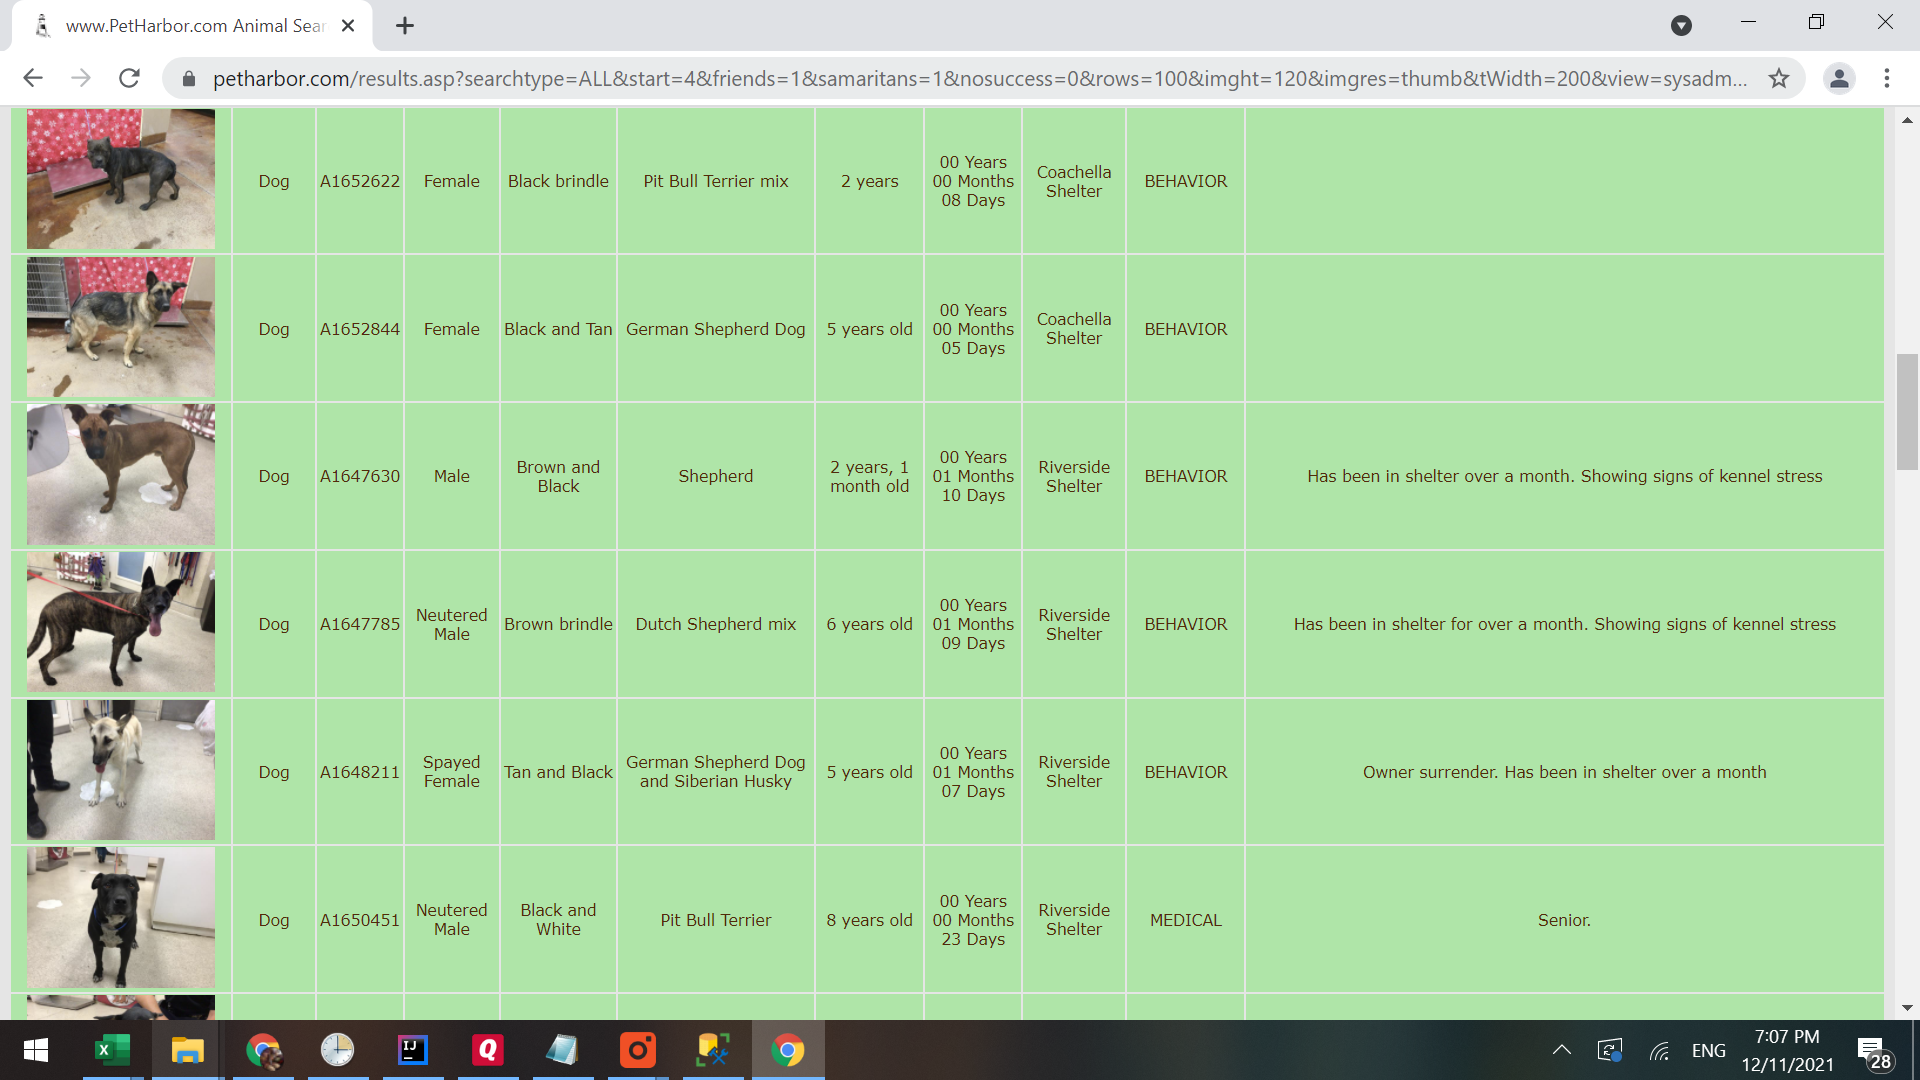 www.PetHarbor.com Animal Sear
petharbor.com/results.asp?searchtype=ALL&start=4&friends=1&samaritans=1&nosuccess=0&rows=100&imght=120&imgres=thumb&tWidth=200&view=sysadm...
Dog A1652622 Female Black brindle Pit Bull Terrier mix 2 years
00 Years
00 Months
08 Days
Coachella
Shelter
BEHAVIOR
Dog A1652844 Female Black and Tan German Shepherd Dog 5 years old
00 Years
00 Months
05 Days
Coachella
Shelter
BEHAVIOR
Dog A1647630 Male
Brown and
Black
Shepherd
2 years, 1
month old
00 Years
01 Months
10 Days
Riverside
Shelter
BEHAVIOR
Has been in shelter over a month. Showing signs of kennel stress
Dog A1647785
Neutered
Male
Brown brindle
Dutch Shepherd mix
6 years old
00 Years
01 Months
09 Days
Riverside
Shelter
BEHAVIOR
Has been in shelter for over a month. Showing signs of kennel stress
Dog A1648211
Spayed
Female
Tan and Black
German Shepherd Dog
and Siberian Husky
5 years old
00 Years
01 Months
07 Days
Riverside
Shelter
BEHAVIOR
Owner surrender. Has been in shelter over a month
Dog A1650451
Neutered
Male
Black and
White
Pit Bull Terrier
8 years old
00 Years
00 Months
23 Days
Riverside
Shelter
MEDICAL
Senior.
X
IJ
Q
ENG
7:07 PM
12/11/2021
28